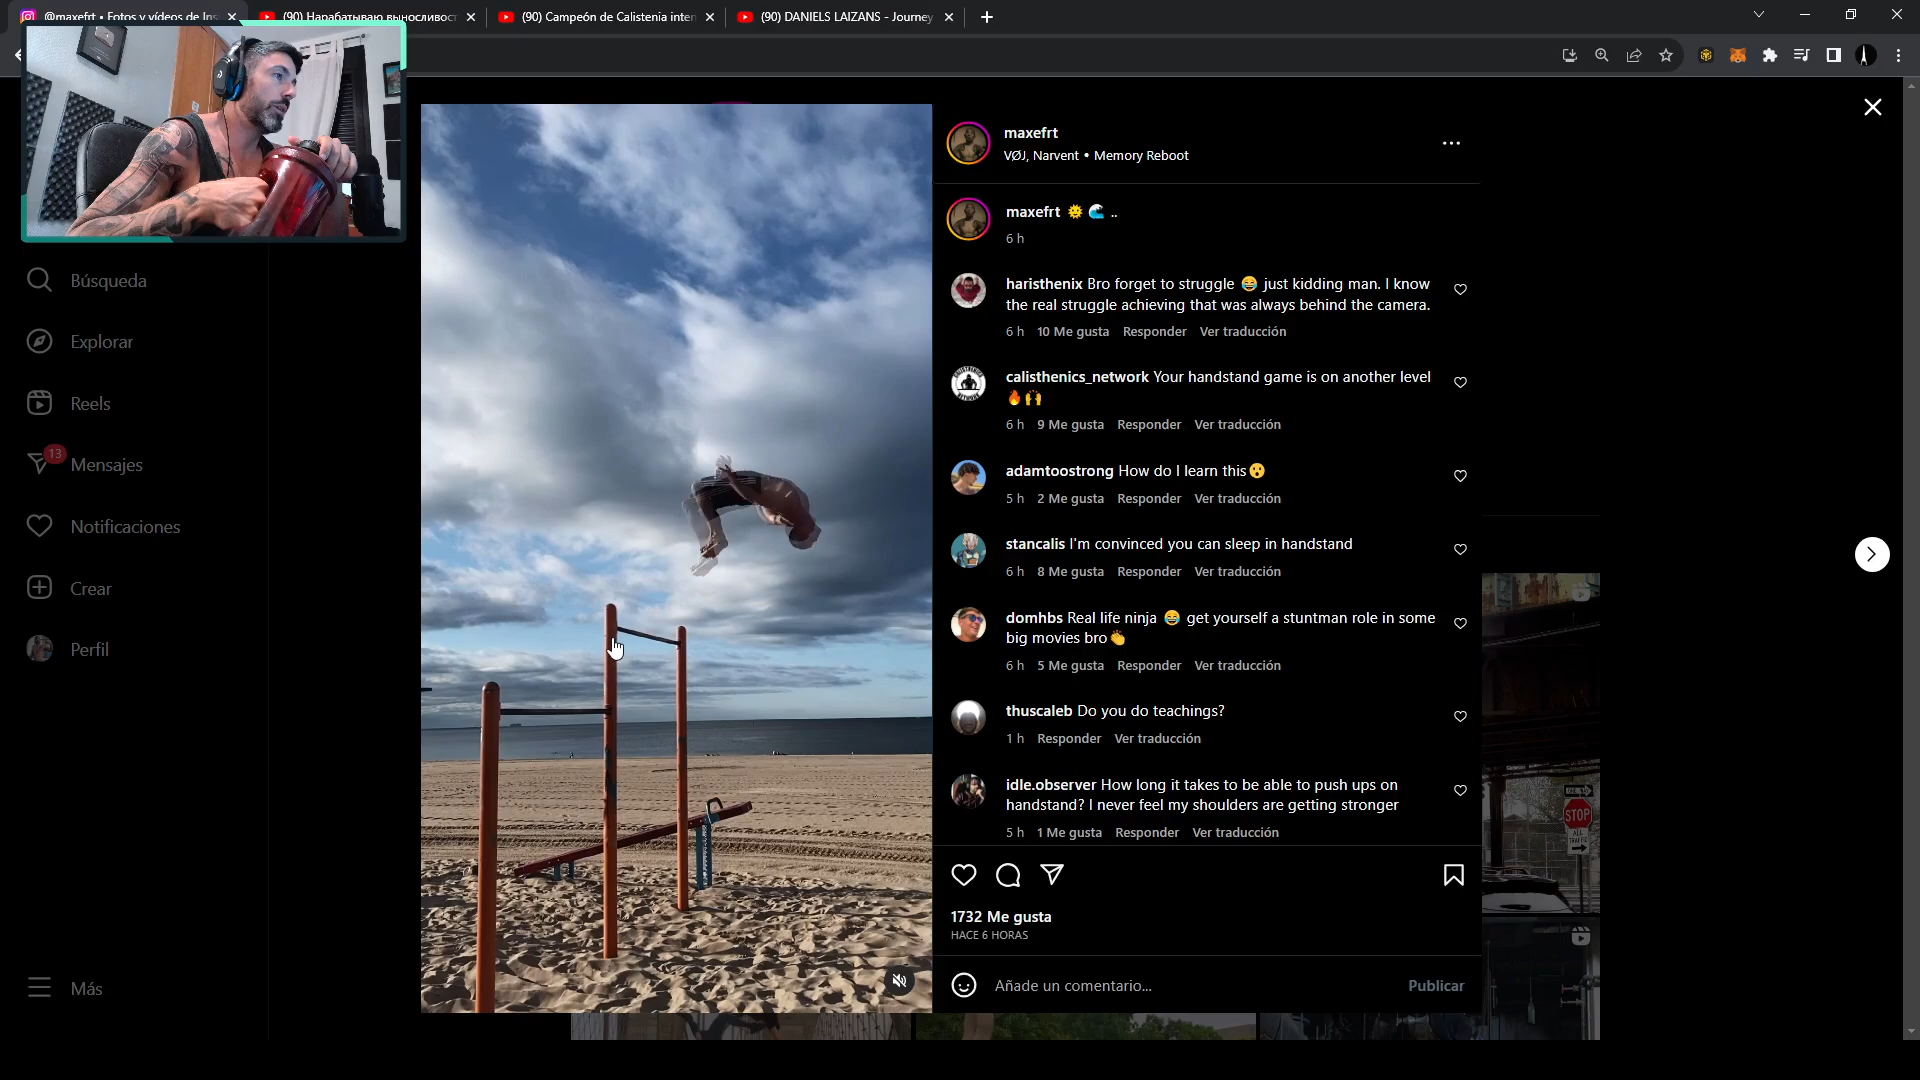 @maxefrt • Fotos y vídeos de Ins
(90) Нарабатываю выносливост
(90) Campeón de Calistenia inter
(90) DANIELS LAIZANS - Journey
maxefrt
VØJ, Narvent • Memory Reboot
maxefrt 🌞 🌊 ..
6 h
Búsqueda
haristhenix Bro forget to struggle 😂 just kidding man. I know
the real struggle achieving that was always behind the camera.
6 h 10 Me gusta Responder Ver traducción
Explorar
calisthenics_network Your handstand game is on another level
🔥🙌
6 h 9 Me gusta Responder Ver traducción
Reels
13
Mensajes
adamtoostrong How do I learn this😮
5 h 2 Me gusta Responder Ver traducción
Notificaciones
stancalis I'm convinced you can sleep in handstand
6 h 8 Me gusta Responder Ver traducción
Crear
domhbs Real life ninja 😂 get yourself a stuntman role in some
big movies bro👏
6 h 5 Me gusta Responder Ver traducción
Perfil
thuscaleb Do you do teachings?
1 h Responder Ver traducción
idle.observer How long it takes to be able to push ups on
handstand? I never feel my shoulders are getting stronger
5 h 1 Me gusta Responder Ver traducción
STOP
ALL
1732 Me gusta
HACE 6 HORAS
Más
Añade un comentario... Publicar